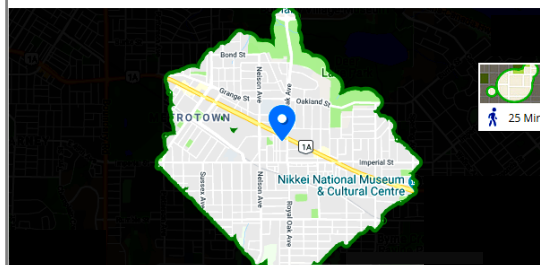 Bond St
Nelson Ave
Grange St
Oakland St
ROTOWN
1A
Imperial St
Nikkei National Museum
& Cultural Centre
Sussex Ave
Nelson Ave
Royal Oak Ave
25 Min